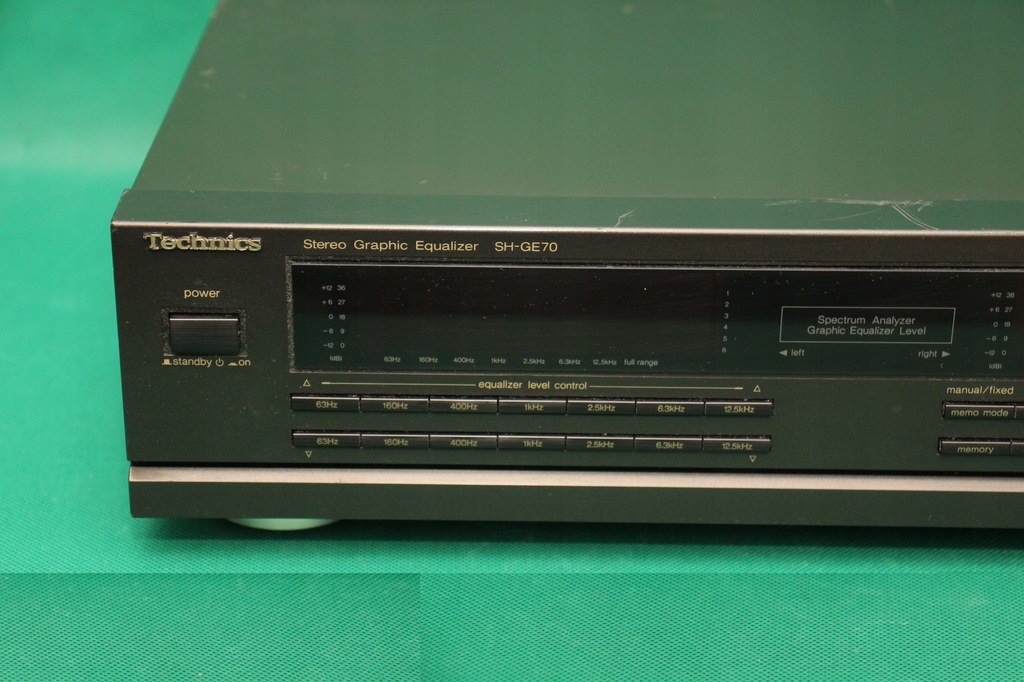 Technics
Stereo Graphic Equalizer SH-GE70
power
standby ⏻ on
+12 36
+6 27
0 18
-6 9
-12 0
(dB)
63Hz 160Hz 400Hz 1kHz 2.5kHz 6.3kHz 12.5kHz full range
2
3
4
5
6
Spectrum Analyzer
Graphic Equalizer Level
◀ left right ▶
+12 36
+6 27
0 18
-6 9
-12 0
(dB)
△ equalizer level control △
63Hz 160Hz 400Hz 1kHz 2.5kHz 6.3kHz 12.5kHz
63Hz 160Hz 400Hz 1kHz 2.5kHz 6.3kHz 12.5kHz
▽ ▽
manual/fixed
memo mode
memory